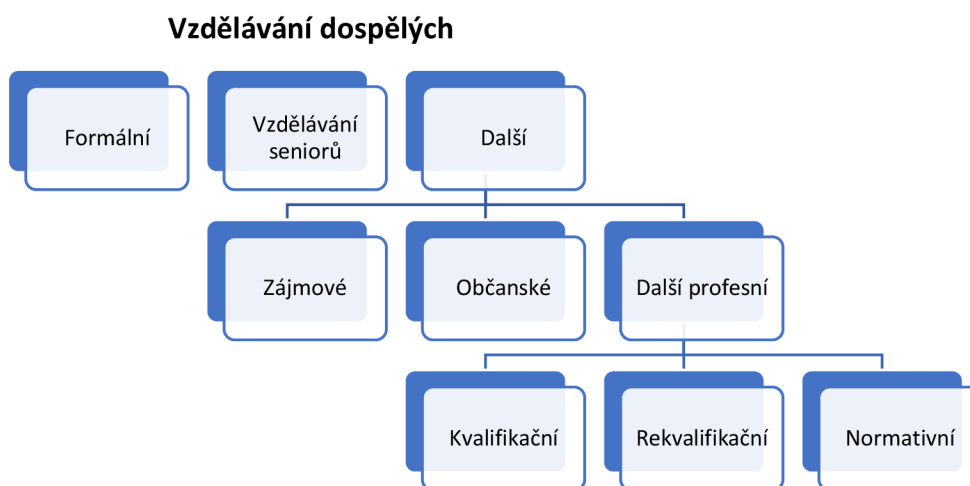 Vzdělávání dospělých
Formální
Vzdělávání
seniorů
Další
Zájmové
Občanské
Další profesní
Kvalifikační
Rekvalifikační
Normativní